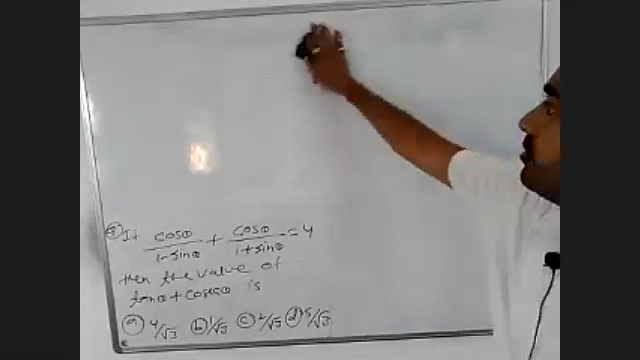 Q) If cosθ/1-sinθ + cosθ/1+sinθ = 4
then the value of
tanθ + cosecθ is
(a) 4/√3 (b) 1/√3 (c) 2/√3 (d) 5/√3